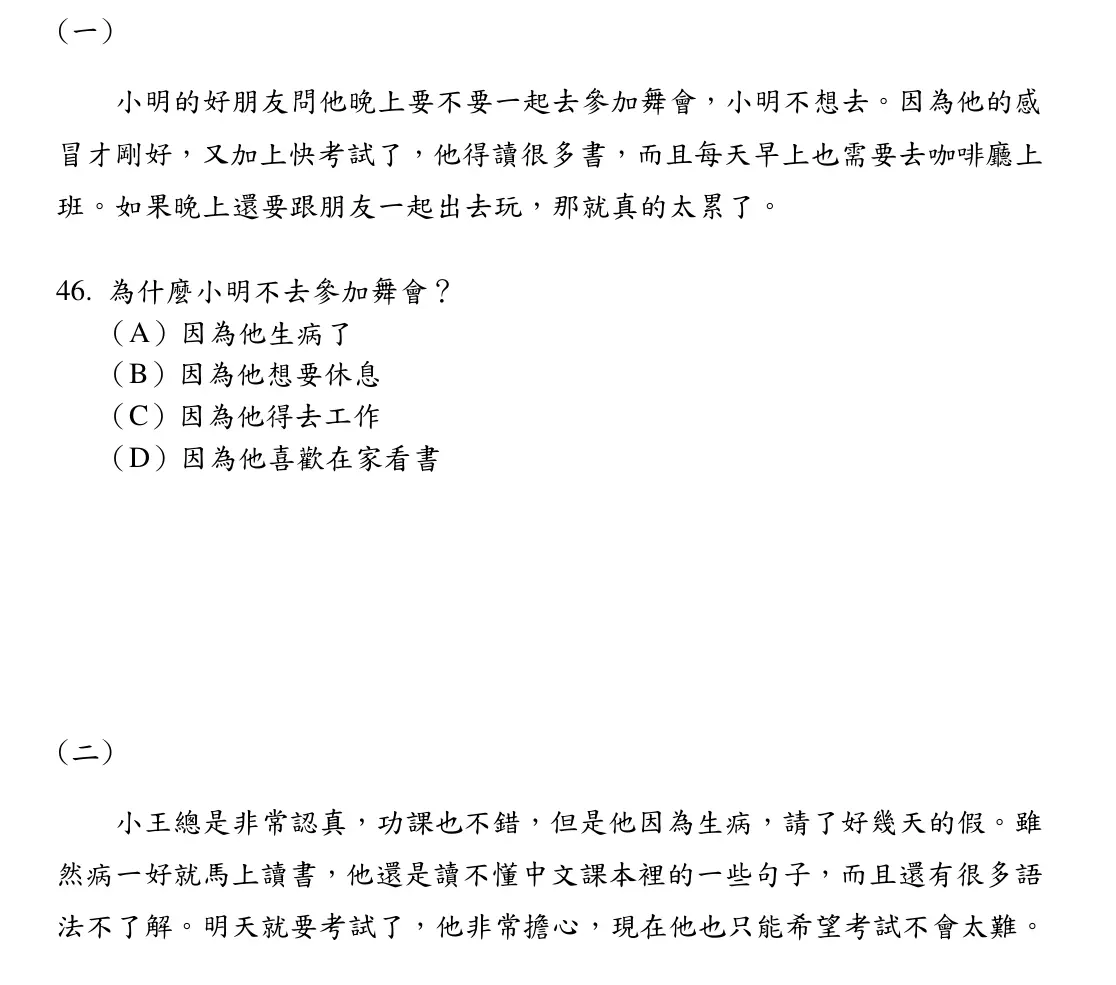 （一）
小明的好朋友問他晚上要不要一起去參加舞會，小明不想去。因為他的感
冒才剛好，又加上快考試了，他得讀很多書，而且每天早上也需要去咖啡廳上
班。如果晚上還要跟朋友一起出去玩，那就真的太累了。
46. 為什麼小明不去參加舞會？
（A）因為他生病了
（B）因為他想要休息
（C）因為他得去工作
（D）因為他喜歡在家看書
（二）
小王總是非常認真，功課也不錯，但是他因為生病，請了好幾天的假。雖
然病一好就馬上讀書，他還是讀不懂中文課本裡的一些句子，而且還有很多語
法不了解。明天就要考試了，他非常擔心，現在他也只能希望考試不會太難。